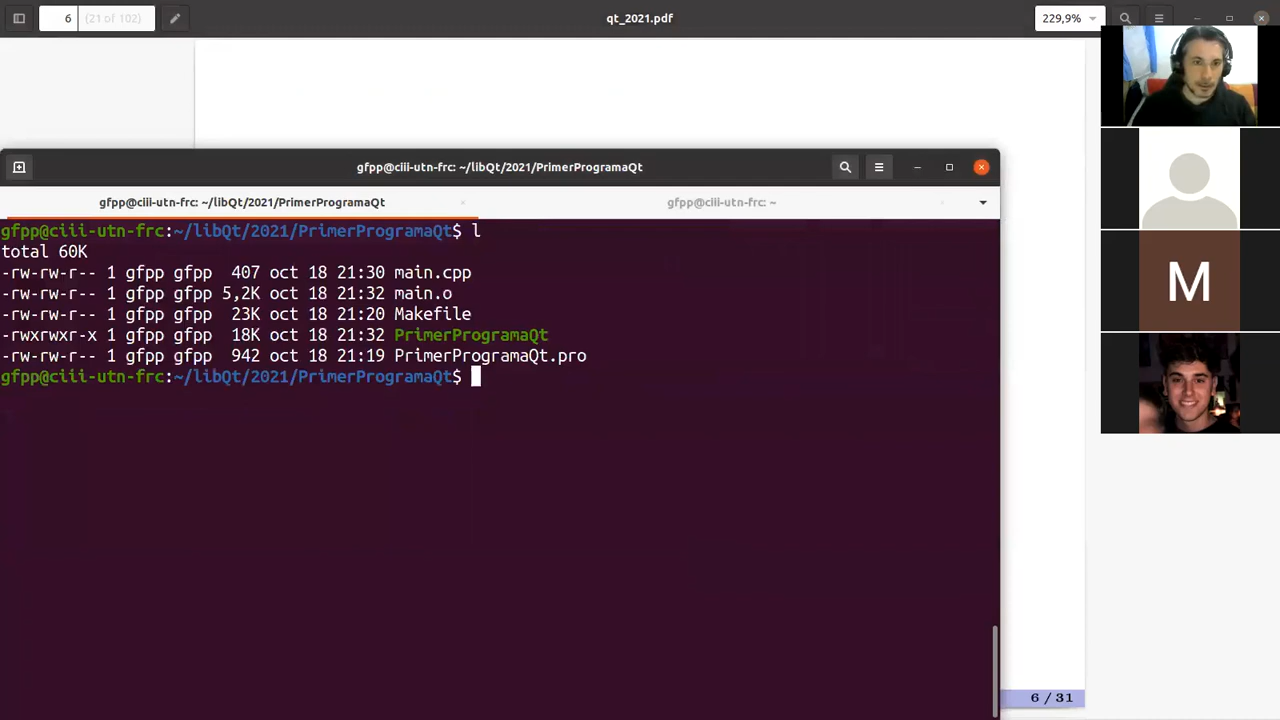 6 (21 of 102) qt_2021.pdf 229,9%
gfpp@ciii-utn-frc: ~/libQt/2021/PrimerProgramaQt
gfpp@ciii-utn-frc: ~/libQt/2021/PrimerProgramaQt gfpp@ciii-utn-frc: ~
gfpp@ciii-utn-frc:~/libQt/2021/PrimerProgramaQt$ l
total 60K
-rw-rw-r-- 1 gfpp gfpp 407 oct 18 21:30 main.cpp
-rw-rw-r-- 1 gfpp gfpp 5,2K oct 18 21:32 main.o
-rw-rw-r-- 1 gfpp gfpp 23K oct 18 21:20 Makefile
-rwxrwxr-x 1 gfpp gfpp 18K oct 18 21:32 PrimerProgramaQt
-rw-rw-r-- 1 gfpp gfpp 942 oct 18 21:19 PrimerProgramaQt.pro
gfpp@ciii-utn-frc:~/libQt/2021/PrimerProgramaQt$
M
6 / 31